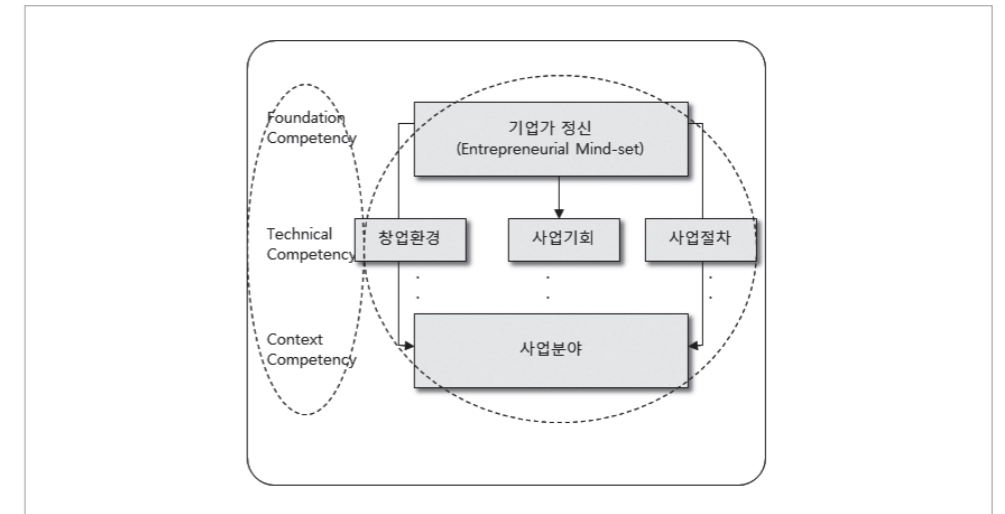 Foundation
Competency
기업가 정신
(Entrepreneurial Mind-set)
Technical
Competency
창업환경
사업기회
사업절차
Context
Competency
사업분야